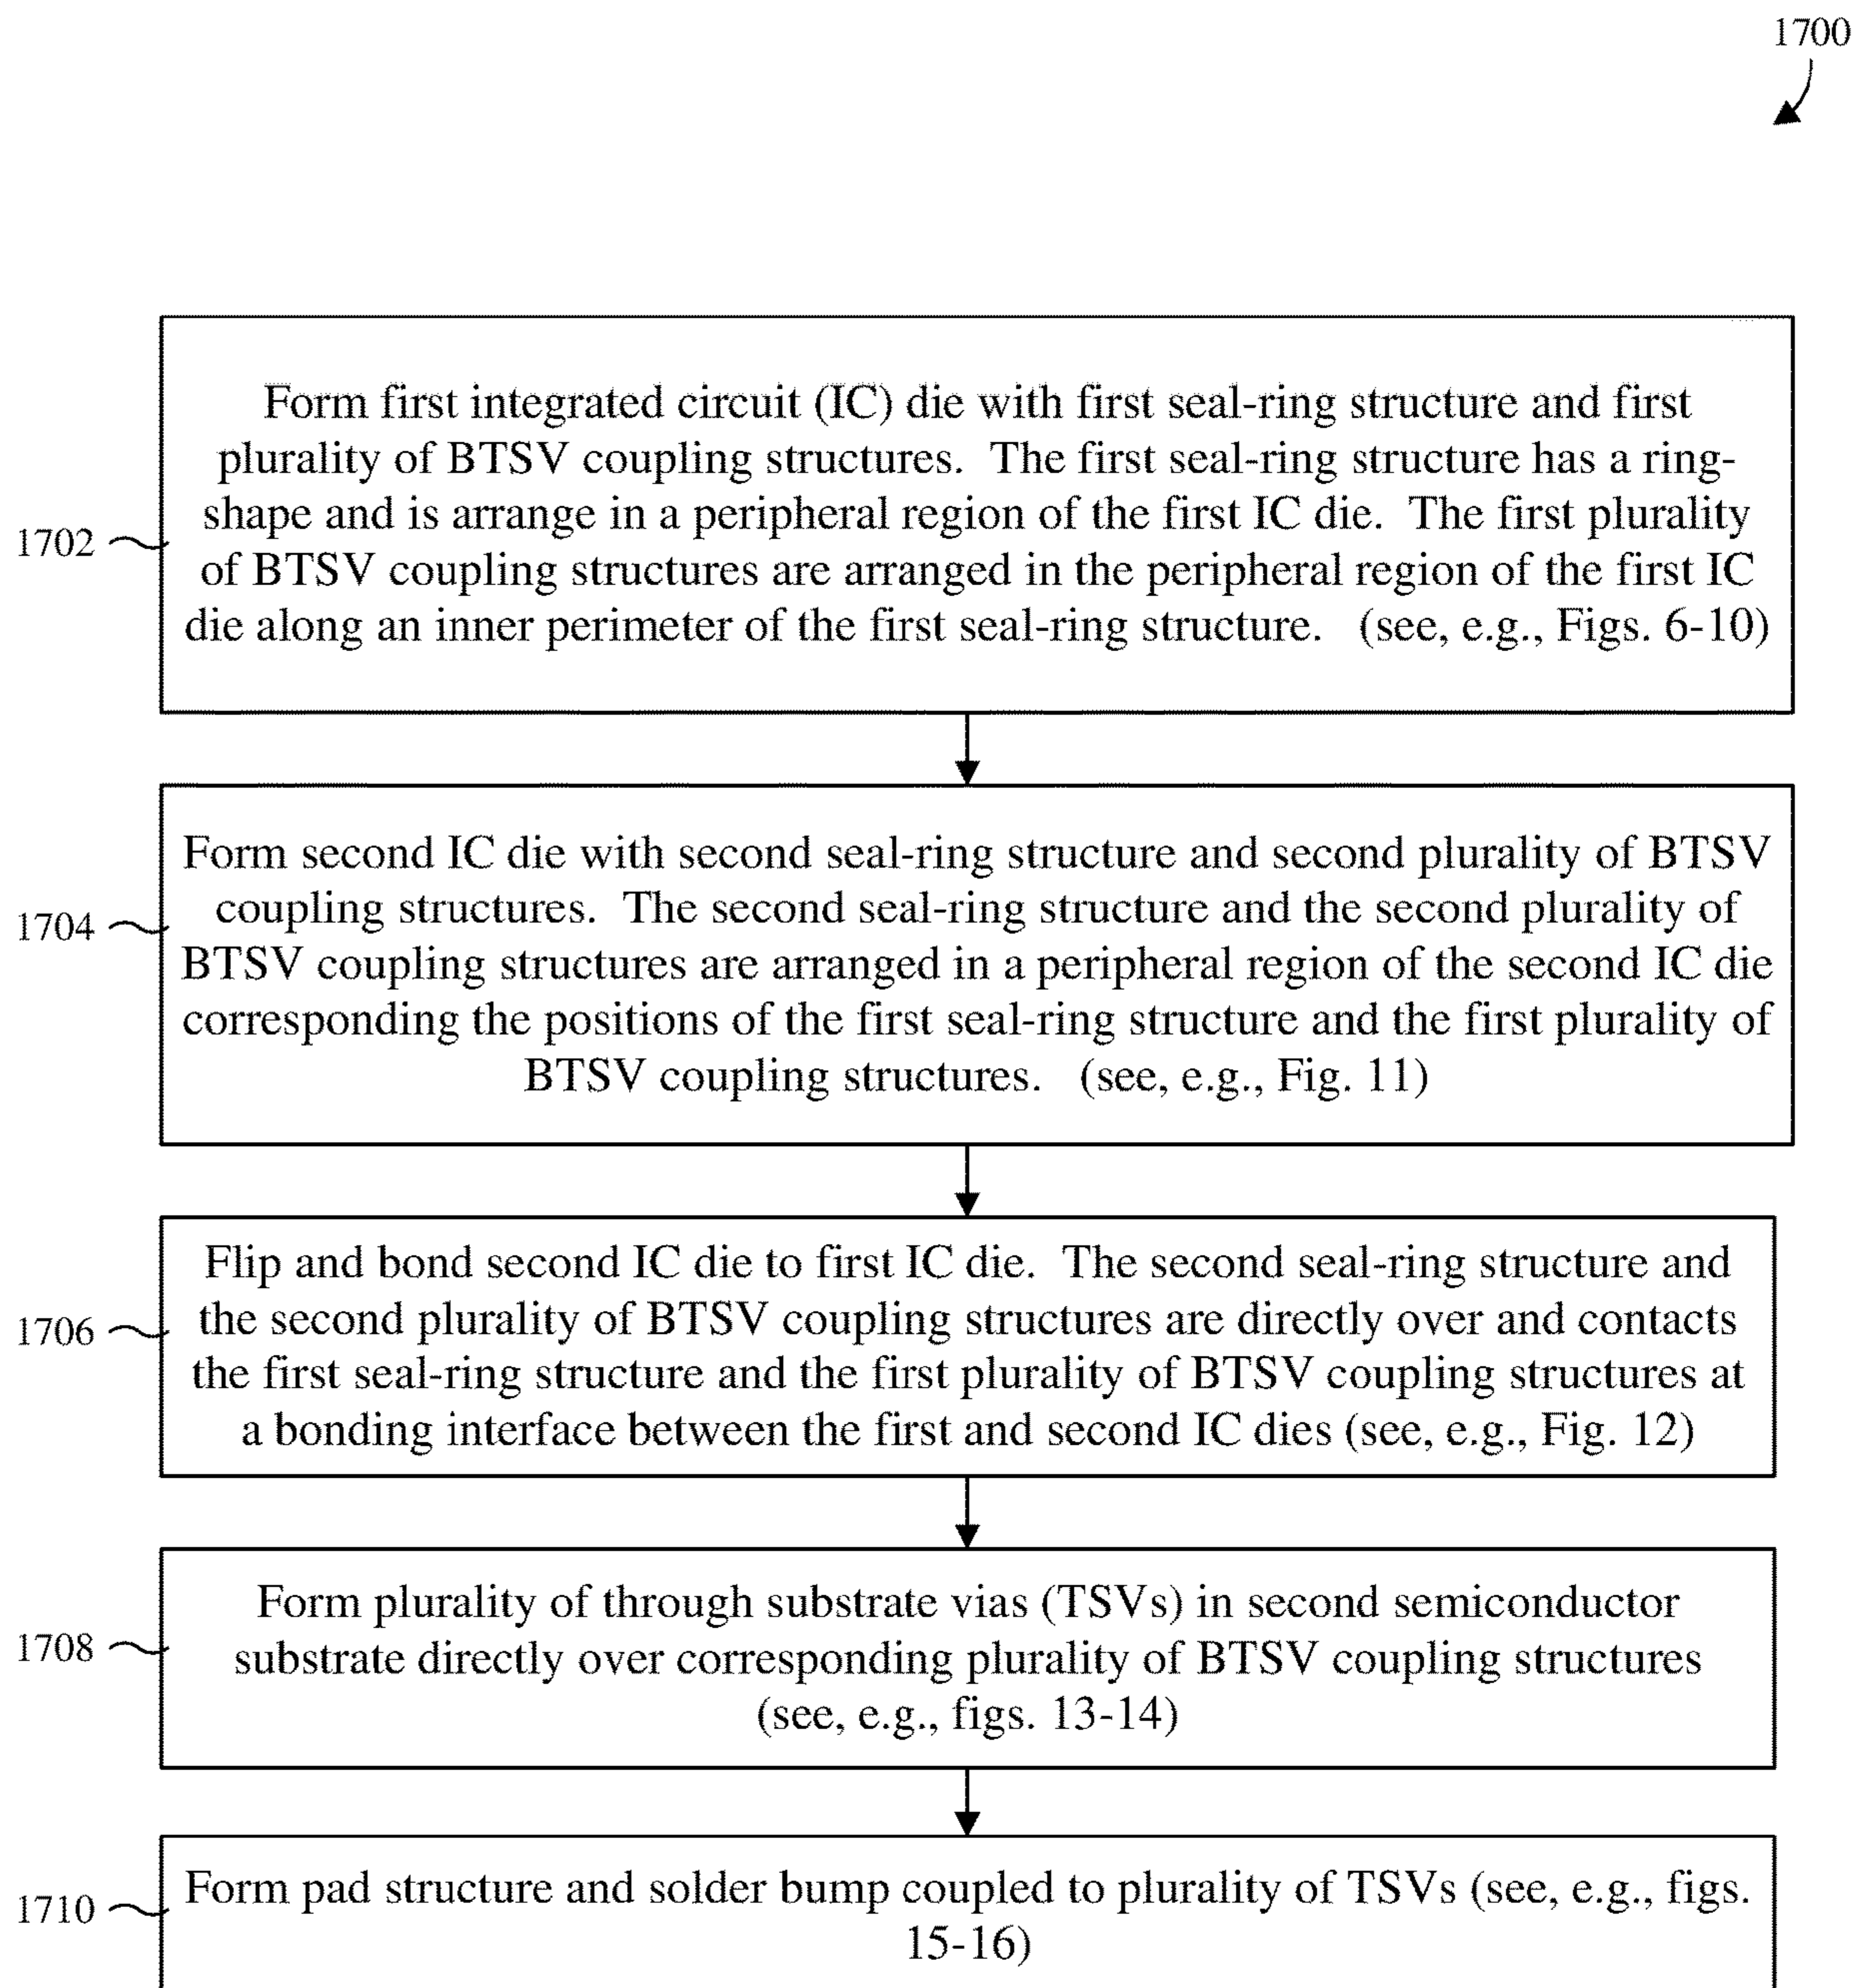 1700
Form first integrated circuit (IC) die with first seal-ring structure and first
plurality of BTSV coupling structures. The first seal-ring structure has a ring-
shape and is arrange in a peripheral region of the first IC die. The first plurality
1702
of BTSV coupling structures are arranged in the peripheral region of the first IC
die along an inner perimeter of the first seal-ring structure. (see, e.g., Figs. 6-10)
Form second IC die with second seal-ring structure and second plurality of BTSV
coupling structures. The second seal-ring structure and the second plurality of
1704
BTSV coupling structures are arranged in a peripheral region of the second IC die
corresponding the positions of the first seal-ring structure and the first plurality of
BTSV coupling structures. (see, e.g., Fig. 11)
Flip and bond second IC die to first IC die. The second seal-ring structure and
the second plurality of BTSV coupling structures are directly over and contacts
1706
the first seal-ring structure and the first plurality of BTSV coupling structures at
a bonding interface between the first and second IC dies (see, e.g., Fig. 12)
Form plurality of through substrate vias (TSVs) in second semiconductor
1708
substrate directly over corresponding plurality of BTSV coupling structures
(see, e.g., figs. 13-14)
Form pad structure and solder bump coupled to plurality of TSVs (see, e.g., figs.
1710
15-16)